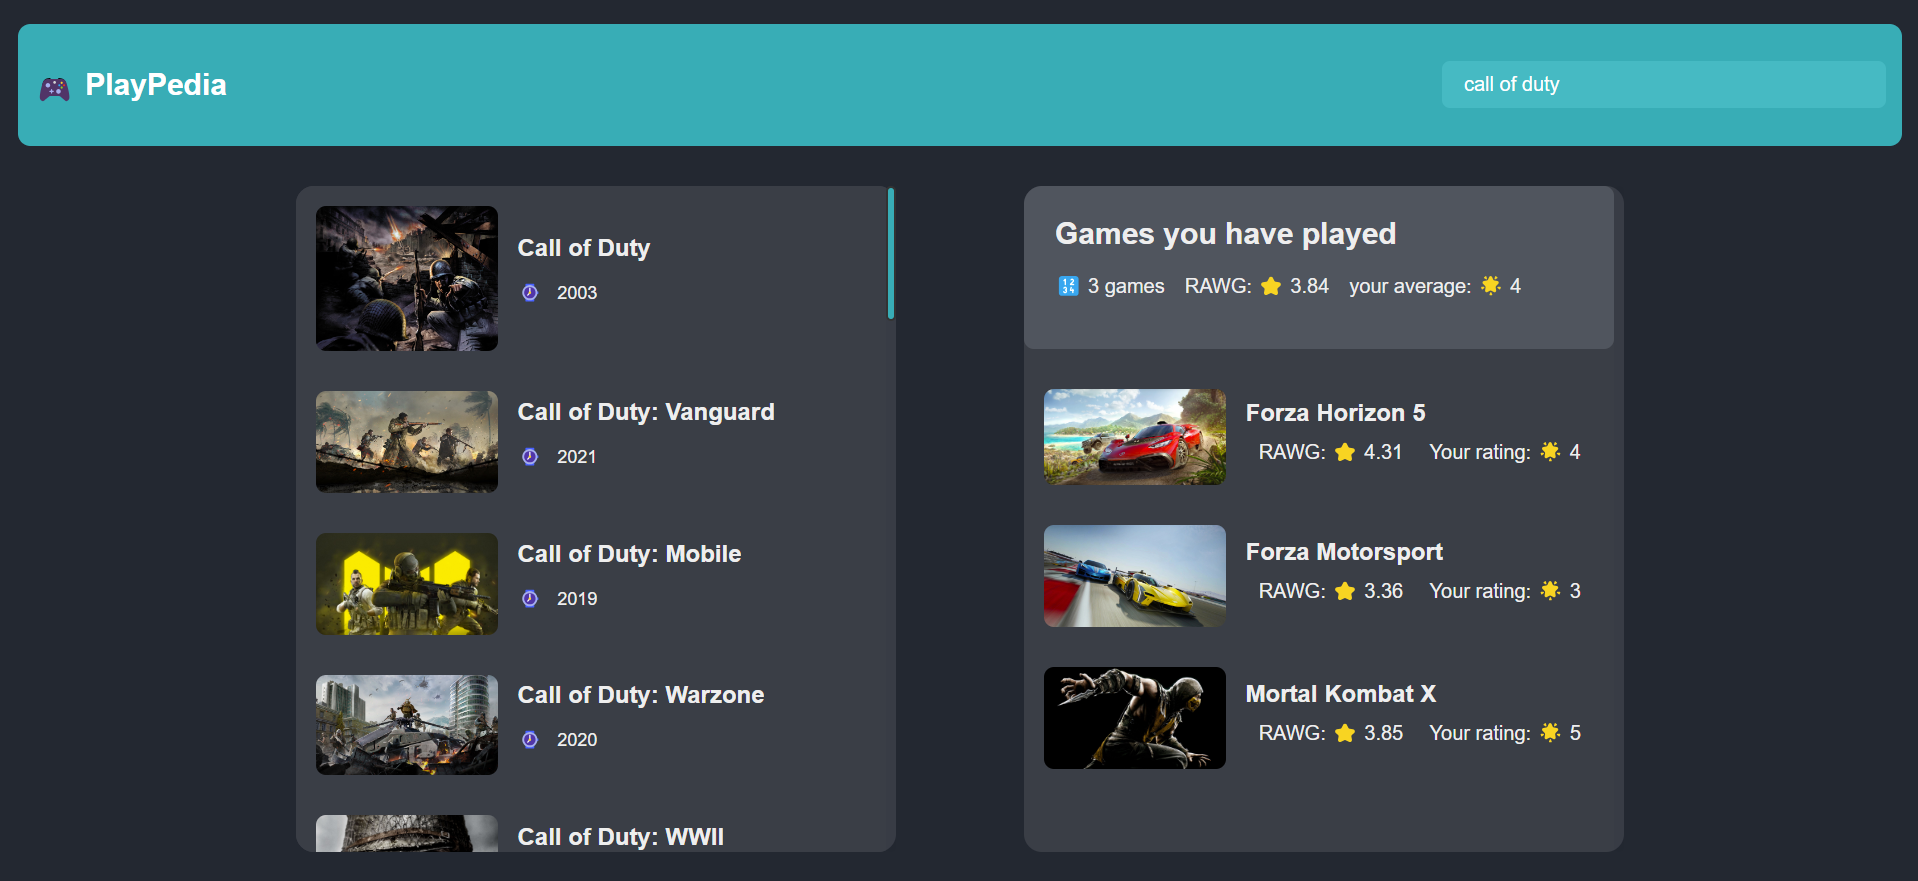 PlayPedia
call of duty
Call of Duty
2003
Call of Duty: Vanguard
2021
Call of Duty: Mobile
2019
Call of Duty: Warzone
2020
Call of Duty: WWII
Games you have played
3 games RAWG: 3.84 your average: 4
Forza Horizon 5
RAWG: 4.31 Your rating: 4
Forza Motorsport
RAWG: 3.36 Your rating: 3
Mortal Kombat X
RAWG: 3.85 Your rating: 5